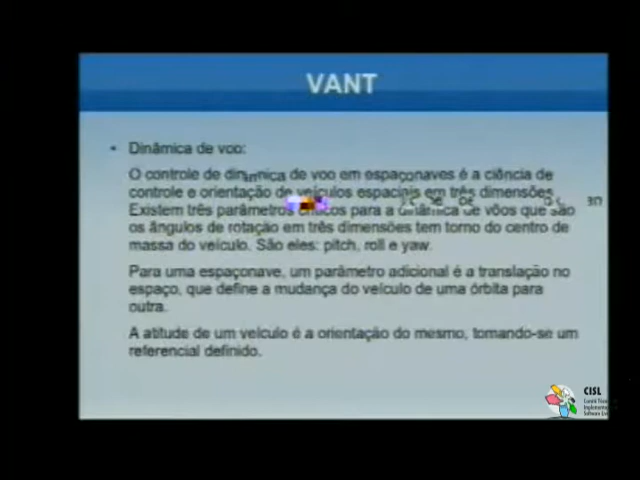 VANT
• Dinâmica de voo:
O controle de dinâmica de voo em espaçonaves é a ciência de
controle e orientação de veículos espaciais em três dimensões.
Existem três parâmetros críticos para a dinâmica de vôos que são
os ângulos de rotação em três dimensões tem torno do centro de
massa do veículo. São eles: pitch, roll e yaw.
Para uma espaçonave, um parâmetro adicional é a translação no
espaço, que define a mudança do veículo de uma órbita para
outra.
A atitude de um veículo é a orientação do mesmo, tomando-se um
referencial definido.
CISL